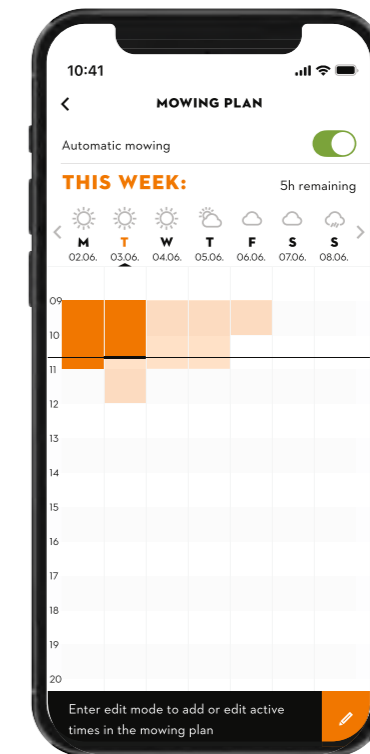 10:41
MOWING PLAN
Automatic mowing
THIS WEEK:
5h remaining
M T W T F S S
02.06. 03.06. 04.06. 05.06. 06.06. 07.06. 08.06.
09
10
11
12
13
14
15
16
17
18
19
20
Enter edit mode to add or edit active
times in the mowing plan